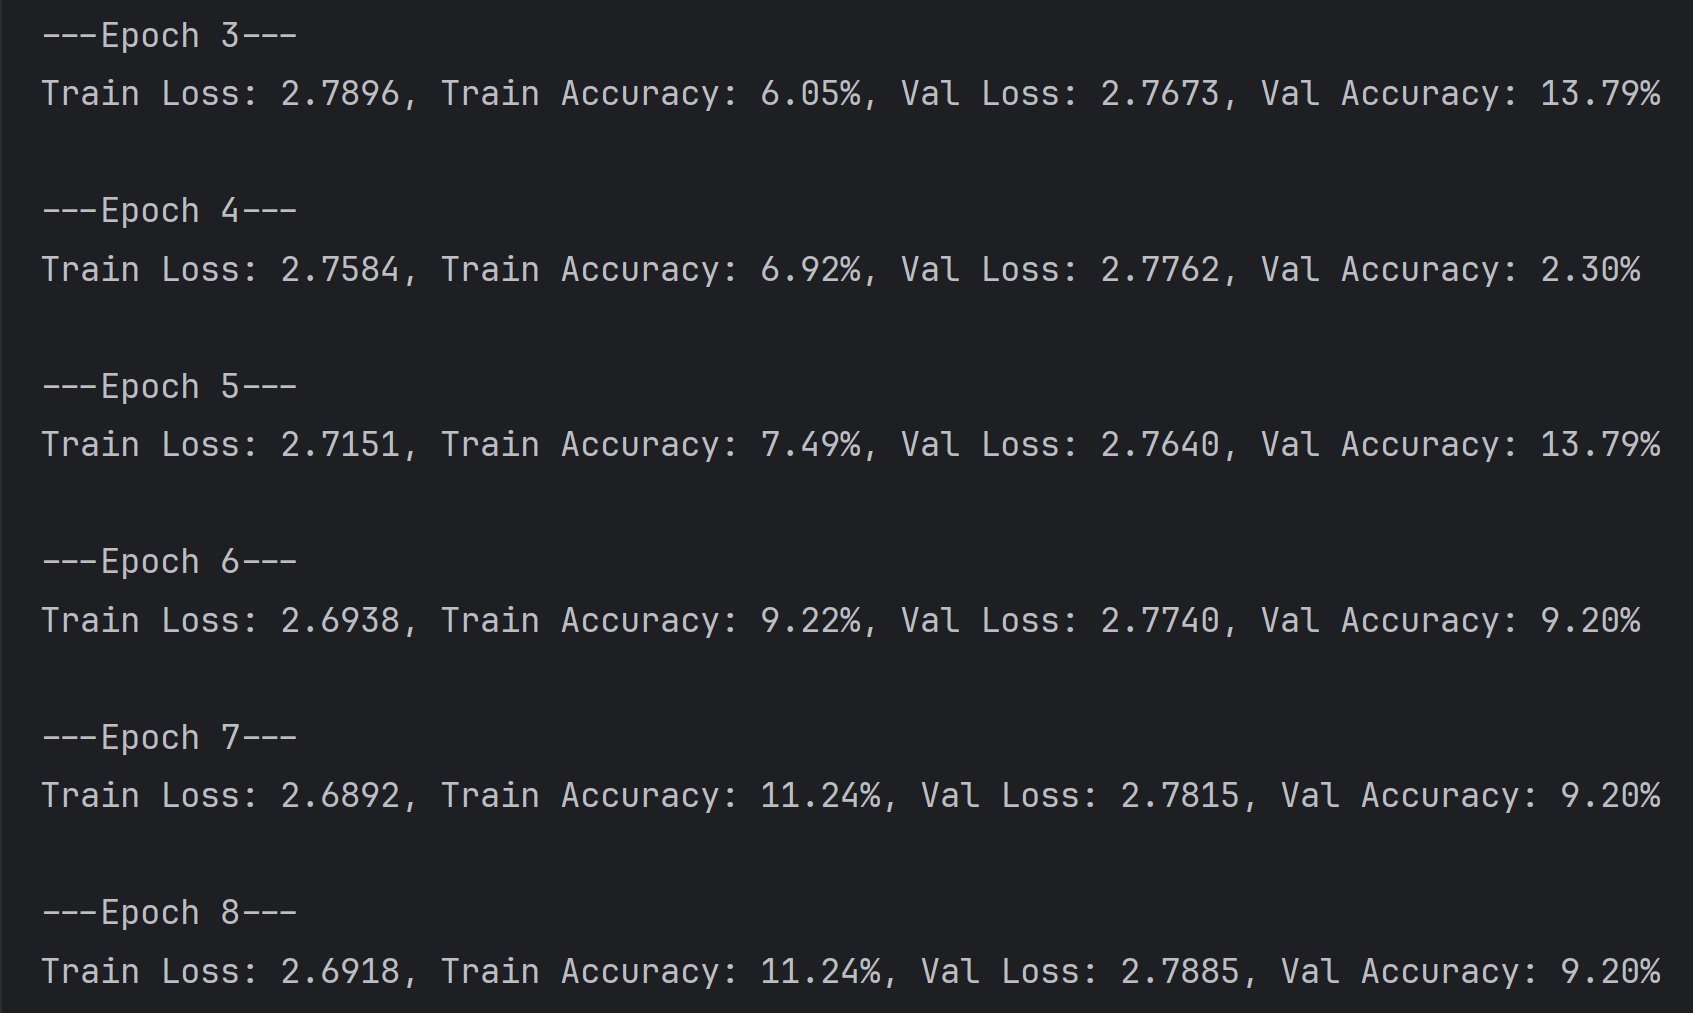 ---Epoch 3---
Train Loss: 2.7896, Train Accuracy: 6.05%, Val Loss: 2.7673, Val Accuracy: 13.79%
---Epoch 4---
Train Loss: 2.7584, Train Accuracy: 6.92%, Val Loss: 2.7762, Val Accuracy: 2.30%
---Epoch 5---
Train Loss: 2.7151, Train Accuracy: 7.49%, Val Loss: 2.7640, Val Accuracy: 13.79%
---Epoch 6---
Train Loss: 2.6938, Train Accuracy: 9.22%, Val Loss: 2.7740, Val Accuracy: 9.20%
---Epoch 7---
Train Loss: 2.6892, Train Accuracy: 11.24%, Val Loss: 2.7815, Val Accuracy: 9.20%
---Epoch 8---
Train Loss: 2.6918, Train Accuracy: 11.24%, Val Loss: 2.7885, Val Accuracy: 9.20%